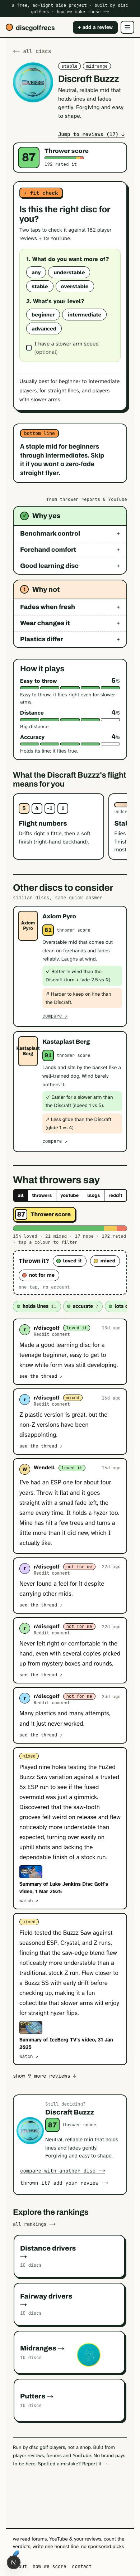 a free, ad-light side project · built by disc
golfers · how we make these ⟶
discgolfrecs
+ add a review
⟵ all discs
stable
midrange
Discraft Buzz
Neutral, reliable mid that
holds lines and fades
gently. Forgiving and easy
to shape.
Jump to reviews (17) ↓
87
Thrower score
192 rated it
fit check
Is this the right disc for
you?
Two taps to check it against 182 player
reviews + 10 YouTube.
1. What do you want more of?
any
understable
stable
overstable
2. What's your level?
beginner
intermediate
advanced
I have a slow arm speed
(optional)
Usually best for beginner to intermediate
players, for straight lines, and players
with slower arms.
bottom line
A staple mid for beginners
through intermediates. Skip
it if you want a zero-fade
straight flyer.
from thrower reports & YouTube
Why yes
Benchmark control +
Forehand comfort +
Good learning disc +
Why not
Fades when fresh +
Wear changes it +
Plastics differ +
How it plays
Easy to throw 5/5
Easy to throw; it flies right even for slower
arms.
Distance 4/5
Big distance.
Accuracy 4/5
Holds its line; it flies true.
What the Discraft Buzzz's flight
means for you
5 4 -1 1
Flight numbers
Drifts right a little, then a soft
finish (right-hand backhand).
Other discs to consider
similar discs, same quick answer
Axiom
Pyro
Axiom Pyro
81 thrower score
Overstable mid that comes out
clean on forehands and fades
reliably. Laughs at wind.
✓ Better in wind than the
Discraft (turn + fade 2.5 vs 0).
↗ Harder to keep on line than
the Discraft.
compare ⟶
Kastaplast
Berg
Kastaplast Berg
91 thrower score
Lands and sits by the basket like a
well-trained dog. Wind barely
bothers it.
✓ Easier for a slower arm than
the Discraft (speed 1 vs 5).
↗ Less glide than the Discraft
(glide 1 vs 4).
compare ⟶
What throwers say
all
throwers
youtube
blogs
reddit
87 Thrower score
154 loved · 21 mixed · 17 nope · 192 rated
· tap a colour to filter
Thrown it?
loved it
mixed
not for me
one tap, no account
holds lines 11
accurate 7
r/discgolf loved it 13d ago
Reddit comment
Made a good learning disc for a
teenage beginner, easy to get to
know while form was still developing.
see the thread ↗
r/discgolf mixed 16d ago
Reddit comment
Z plastic version is great, but the
non-Z versions have been
disappointing.
see the thread ↗
W
Wendell loved it 16d ago
I've had an ESP one for about four
years. Throw it flat and it goes
straight with a small fade left, the
same way every time. It holds a hyzer too.
Mine has hit a few trees and turns a
little more than it did new, which I
actually like.
r/discgolf not for me 22d ago
Reddit comment
Never found a feel for it despite
carrying other mids.
see the thread ↗
r/discgolf not for me 22d ago
Reddit comment
Never felt right or comfortable in the
hand, even with several copies picked
up from mystery boxes and rounds.
see the thread ↗
r/discgolf not for me 22d ago
Reddit comment
Many plastics and many attempts,
and it just never worked.
see the thread ↗
mixed
Played nine holes testing the FuZed
Buzz Saw variation against a trusted
5x ESP run to see if the fused
overmold was just a gimmick.
Discovered that the saw-tooth
grooves felt weird on release and flew
more noticeably understable,
turning over easily on
uphill shots and lacking the
dependable finish of a stock run.
Summary of Luke Jenkins Disc Golf's
video, 1 Mar 2025
watch ↗
mixed
Field tested the Buzz Saw against
seasoned ESP, Cryztal, and Z runs,
finding that the saw-edge blend flew
noticeably more understable than a
traditional stock Z run. Flew closer to
a Buzz SS with early drift before
catching up, making it a fun
collectible that slower arms will enjoy
for straight hyzer flips.
Summary of IceBerg TV's video, 31 Jan
2025
watch ↗
show 9 more reviews ↓
Still deciding?
Discraft Buzzz
87 thrower score
Neutral, reliable mid that holds lines
and fades gently. Forgiving and easy
to shape.
compare with another disc ⟶
thrown it? add your review ⟶
Explore the rankings
all rankings ⟶
Distance drivers
→
10 discs
Fairway drivers
→
10 discs
Midranges →
10 discs
Putters →
10 discs
Run by disc golf players, not a shop. Built from
player reviews, forums and YouTube. No brand pays
to be here. Spotted a mistake? Report it ⟶
we read forums, YouTube & your reviews, count the
verdicts, write one honest line. no sponsored picks
how we score contact